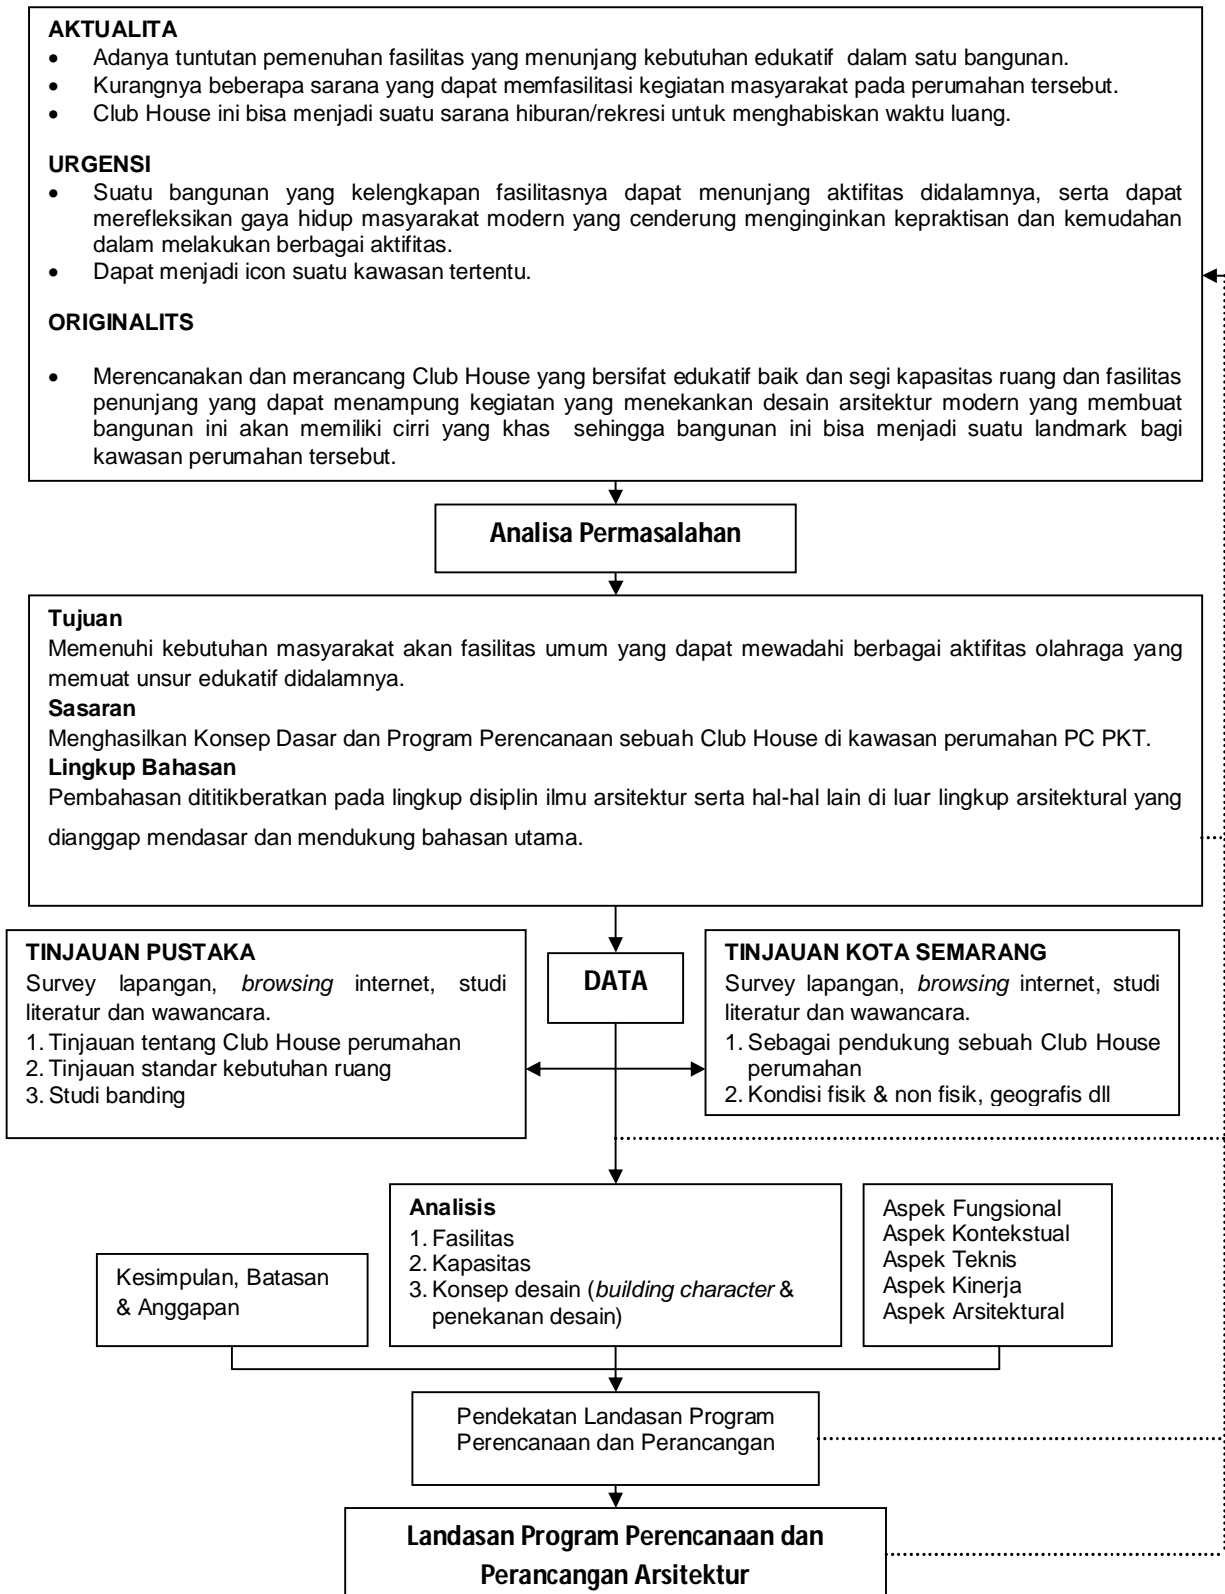 AKTUALITA
• Adanya tuntutan pemenuhan fasilitas yang menunjang kebutuhan edukatif dalam satu bangunan.
• Kurangnya beberapa sarana yang dapat memfasilitasi kegiatan masyarakat pada perumahan tersebut.
• Club House ini bisa menjadi suatu sarana hiburan/rekresi untuk menghabiskan waktu luang.
URGENSI
• Suatu bangunan yang kelengkapan fasilitasnya dapat menunjang aktifitas didalamnya, serta dapat
merefleksikan gaya hidup masyarakat modern yang cenderung menginginkan kepraktisan dan kemudahan
dalam melakukan berbagai aktifitas.
• Dapat menjadi icon suatu kawasan tertentu.
ORIGINALITS
• Merencanakan dan merancang Club House yang bersifat edukatif baik dan segi kapasitas ruang dan fasilitas
penunjang yang dapat menampung kegiatan yang menekankan desain arsitektur modern yang membuat
bangunan ini akan memiliki cirri yang khas sehingga bangunan ini bisa menjadi suatu landmark bagi
kawasan perumahan tersebut.
Analisa Permasalahan
Tujuan
Memenuhi kebutuhan masyarakat akan fasilitas umum yang dapat mewadahi berbagai aktifitas olahraga yang
memuat unsur edukatif didalamnya.
Sasaran
Menghasilkan Konsep Dasar dan Program Perencanaan sebuah Club House di kawasan perumahan PC PKT.
Lingkup Bahasan
Pembahasan dititikberatkan pada lingkup disiplin ilmu arsitektur serta hal-hal lain di luar lingkup arsitektural yang
dianggap mendasar dan mendukung bahasan utama.
TINJAUAN PUSTAKA
Survey lapangan, browsing internet, studi
literatur dan wawancara.
1. Tinjauan tentang Club House perumahan
2. Tinjauan standar kebutuhan ruang
3. Studi banding
DATA
TINJAUAN KOTA SEMARANG
Survey lapangan, browsing internet, studi
literatur dan wawancara.
1. Sebagai pendukung sebuah Club House
perumahan
2. Kondisi fisik & non fisik, geografis dll
Kesimpulan, Batasan
& Anggapan
Analisis
1. Fasilitas
2. Kapasitas
3. Konsep desain (building character &
penekanan desain)
Aspek Fungsional
Aspek Kontekstual
Aspek Teknis
Aspek Kinerja
Aspek Arsitektural
Pendekatan Landasan Program
Perencanaan dan Perancangan
Landasan Program Perencanaan dan
Perancangan Arsitektur